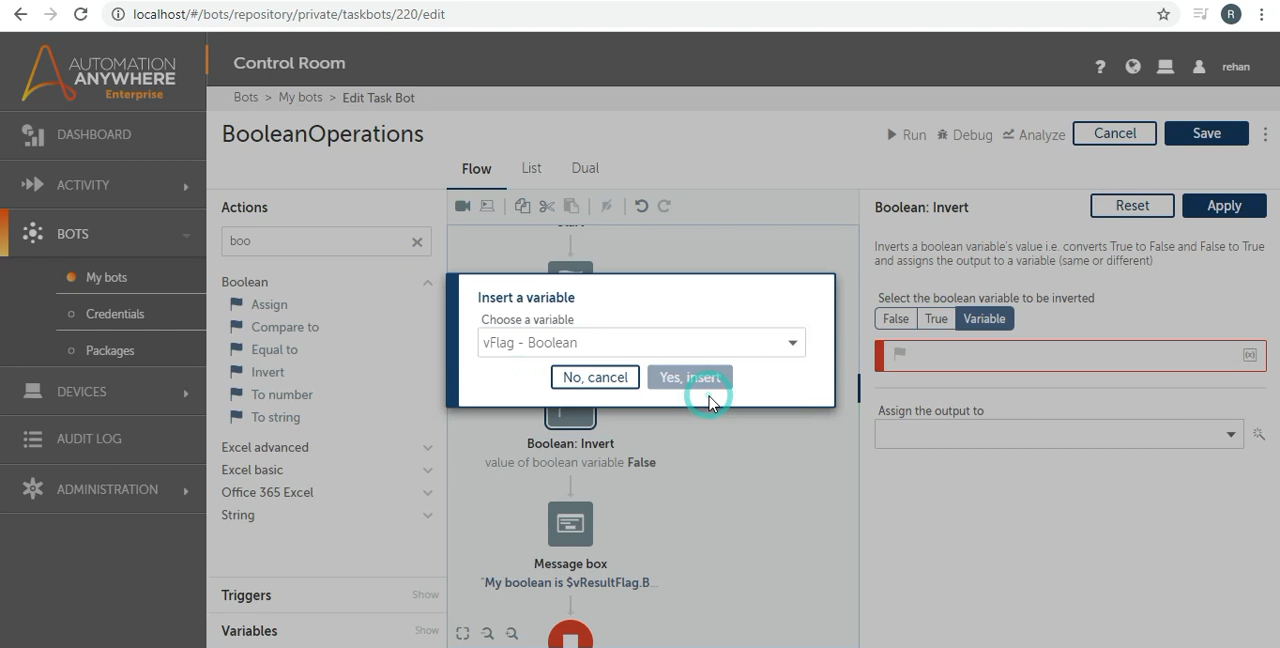 localhost/#/bots/repository/private/taskbots/220/edit
R
AUTOMATION
ANYWHERE
Enterprise
Control Room
rehan
Bots > My bots > Edit Task Bot
DASHBOARD
ACTIVITY
BOTS
My bots
Credentials
Packages
DEVICES
AUDIT LOG
ADMINISTRATION
BooleanOperations
Run
Debug
Analyze
Cancel
Save
Flow
List
Dual
Actions
boo
Boolean
Assign
Compare to
Equal to
Invert
To number
To string
Excel advanced
Excel basic
Office 365 Excel
String
Triggers
Show
Variables
Show
Insert a variable
Choose a variable
vFlag - Boolean
No, cancel
Yes, insert
Boolean: Invert
value of boolean variable False
Message box
"My boolean is $vResultFlag.B...
Boolean: Invert
Reset
Apply
Inverts a boolean variable's value i.e. converts True to False and False to True
and assigns the output to a variable (same or different)
Select the boolean variable to be inverted
False
True
Variable
(x)
Assign the output to